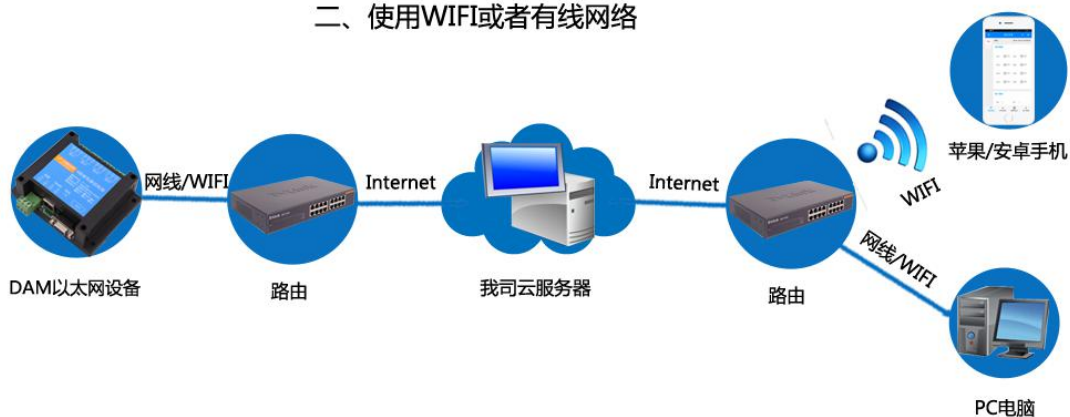 二、使用WIFI或者有线网络
苹果/安卓手机
网线/WIFI
Internet
Internet
WIFI
网线/WIFI
DAM以太网设备
路由
我司云服务器
路由
PC电脑